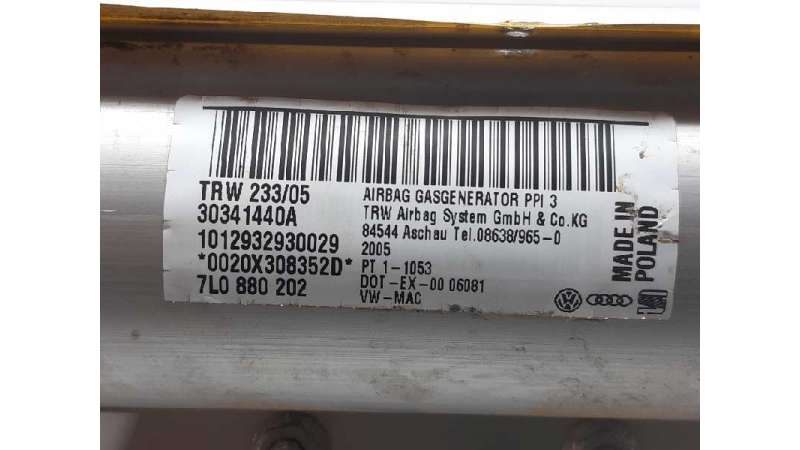 TRW 233/05
30341440A
1012932930029
*0020X308352D*
7L0 880 202
AIRBAG GASGENERATOR PPI 3
TRW Airbag System GmbH & Co.KG
84544 Aschau Tel.08638/965-0
2005
PT 1-1053
DOT-EX-00 06081
VW-MAC
MADE IN
POLAND